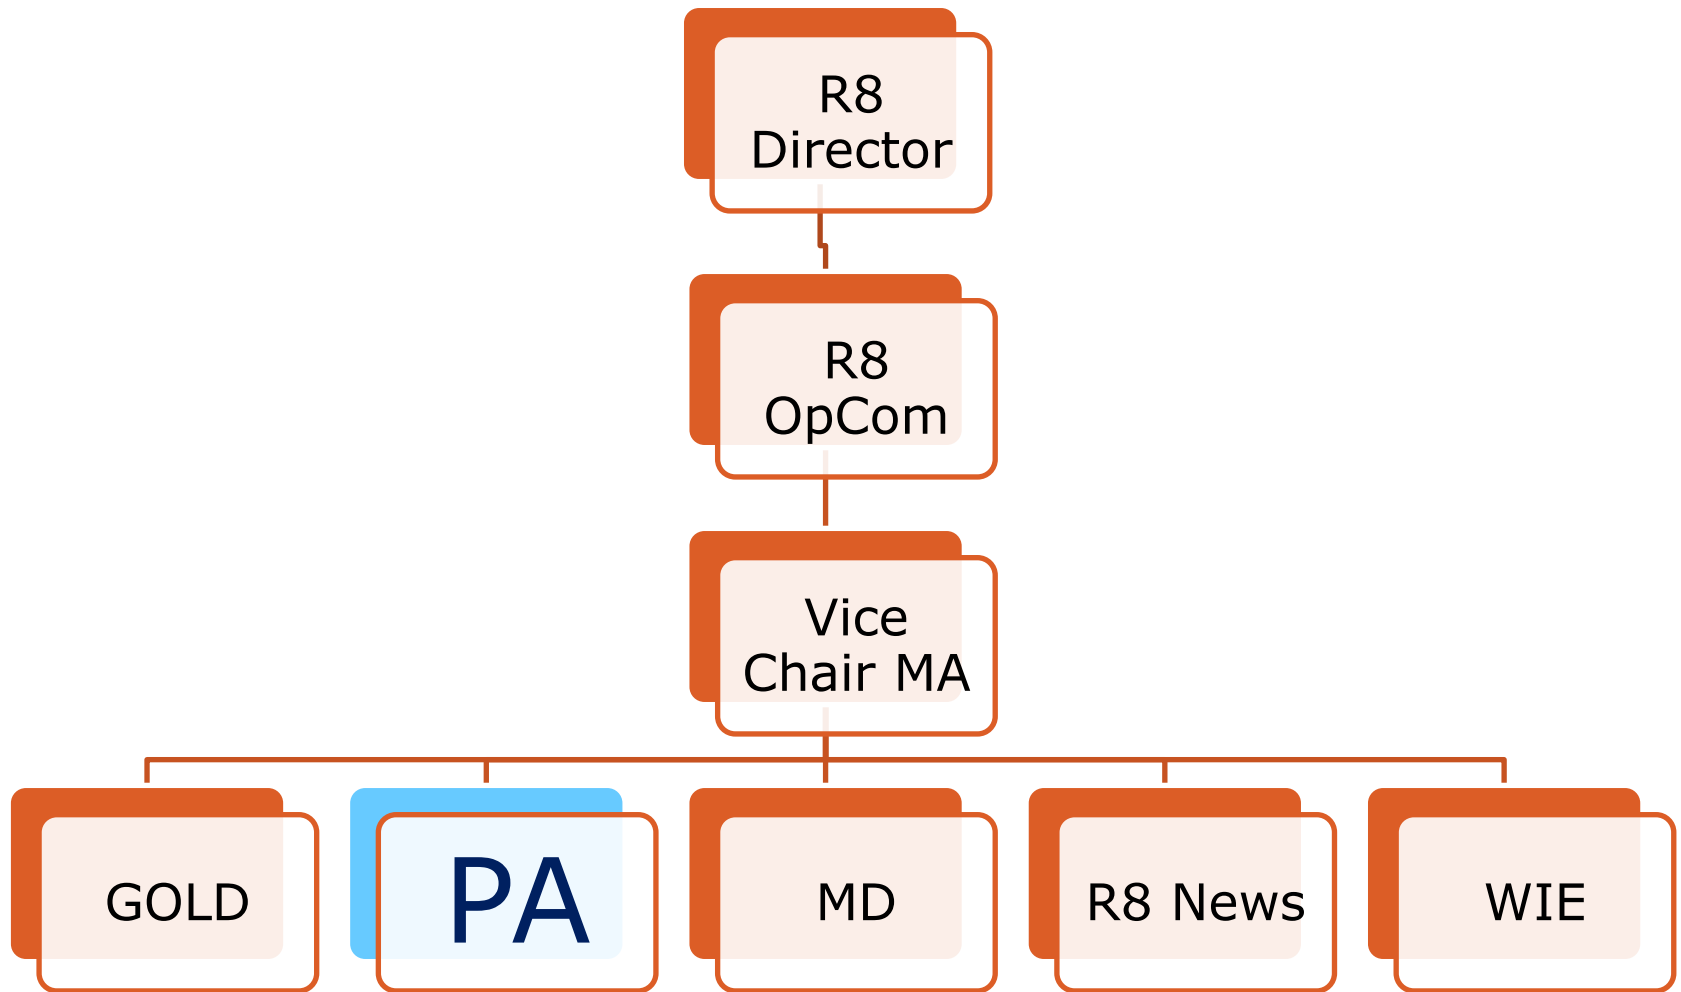 R8
Director
R8
OpCom
Vice
Chair MA
GOLD
PA
MD
R8 News
WIE